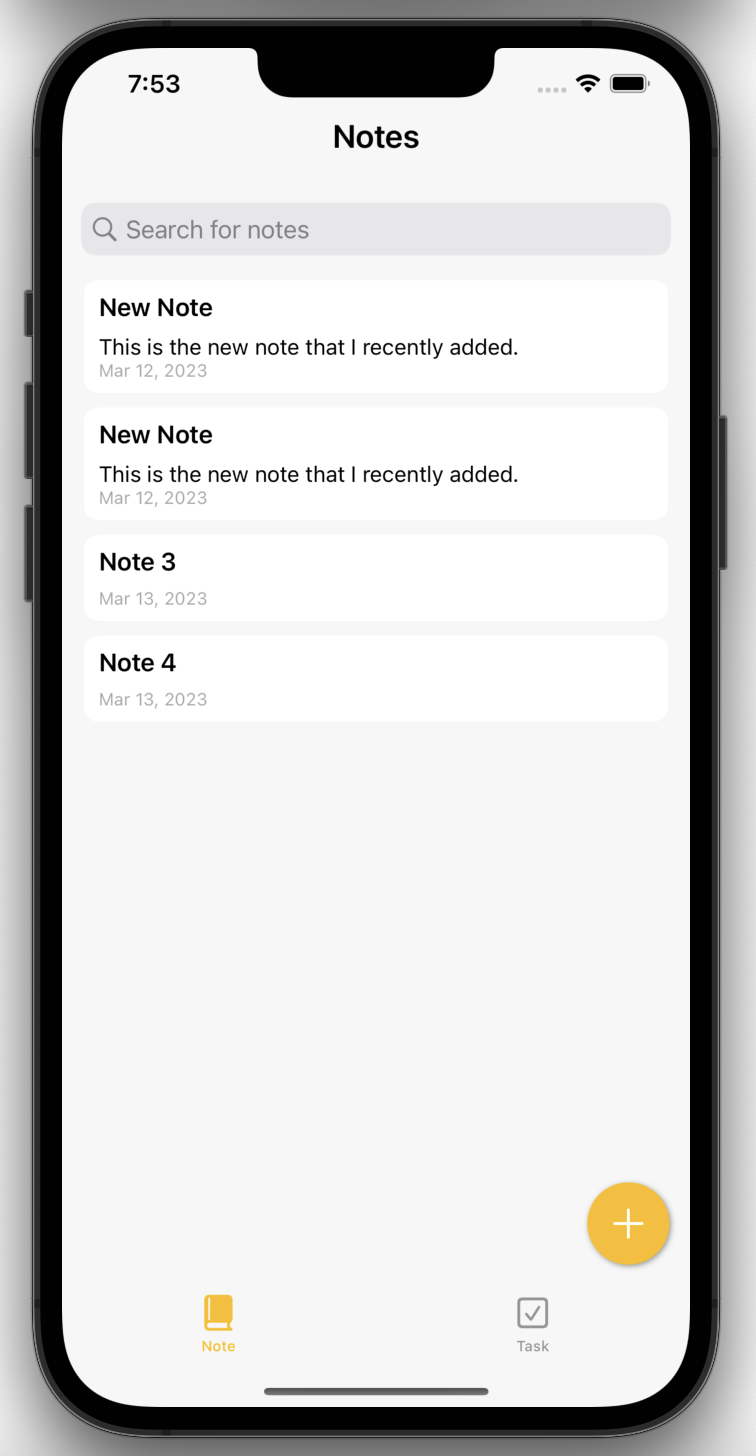 7:53
Notes
Search for notes
New Note
This is the new note that I recently added.
Mar 12, 2023
New Note
This is the new note that I recently added.
Mar 12, 2023
Note 3
Mar 13, 2023
Note 4
Mar 13, 2023
Note Task